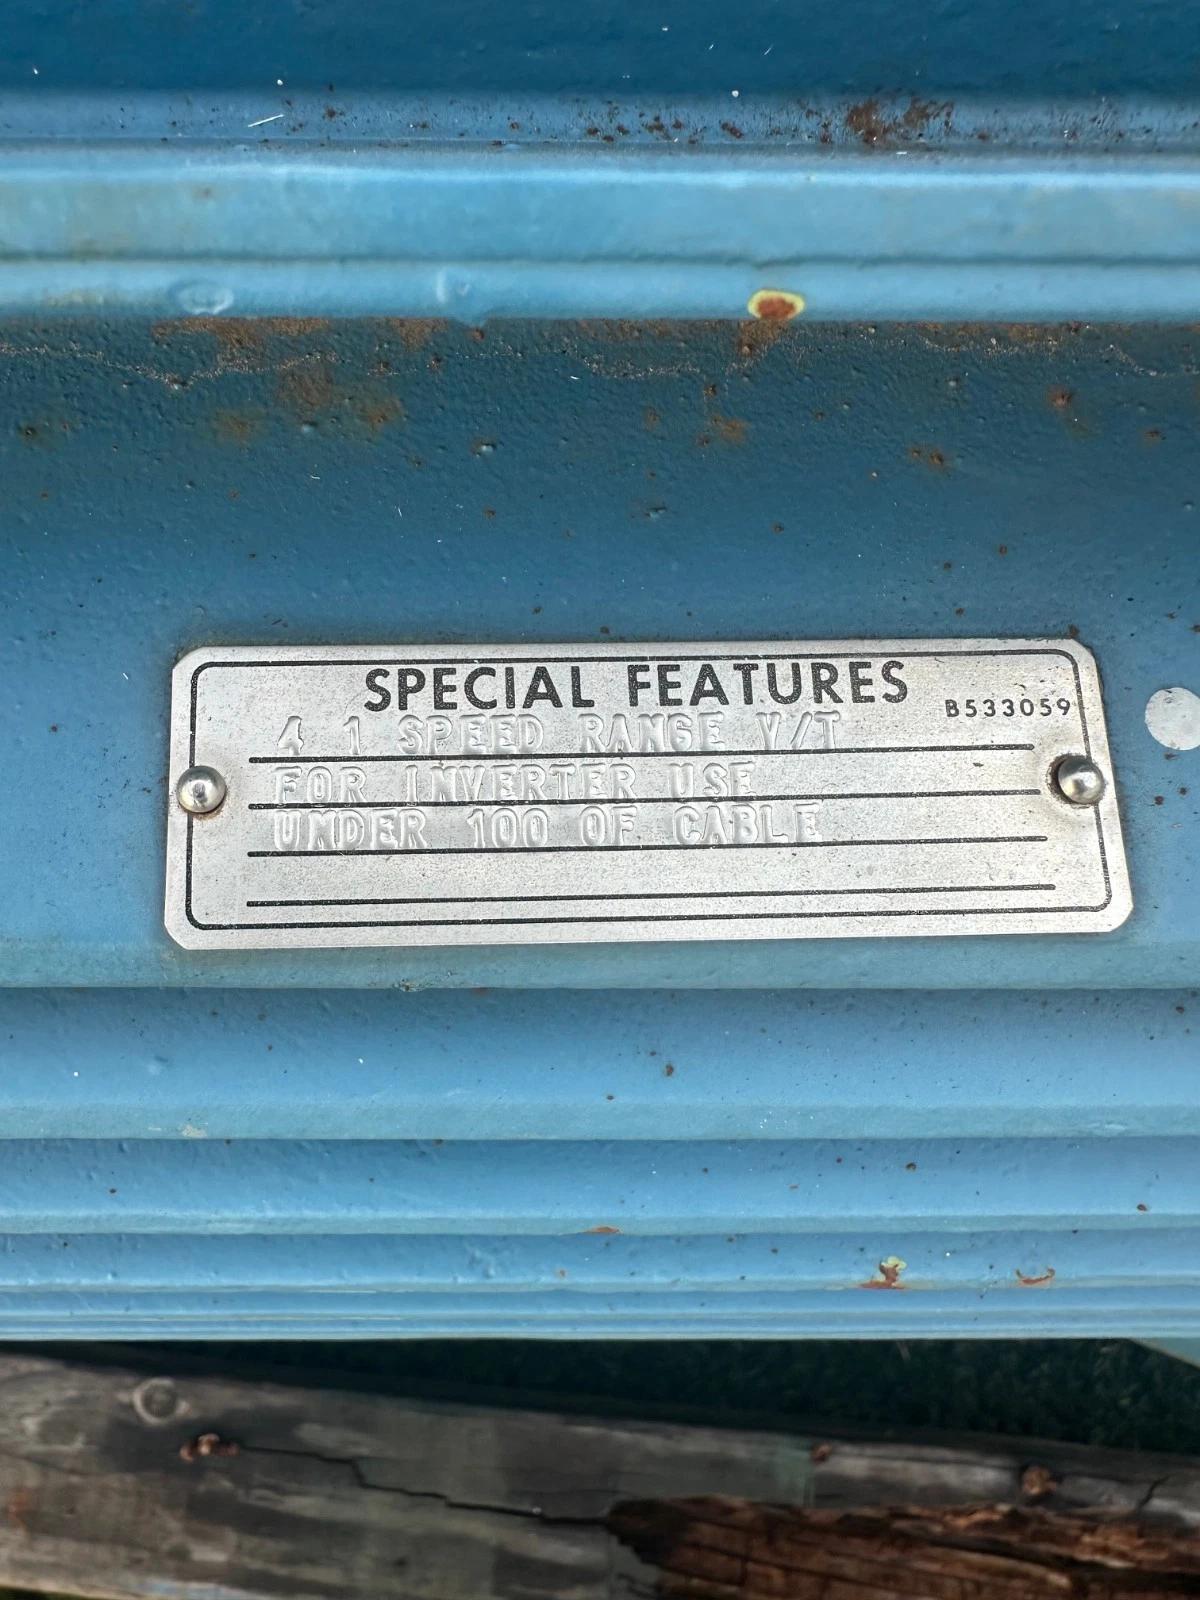 SPECIAL FEATURES
B533059
4 1 SPEED RANGE V/T
FOR INVERTER USE
UNDER 100 OF CABLE